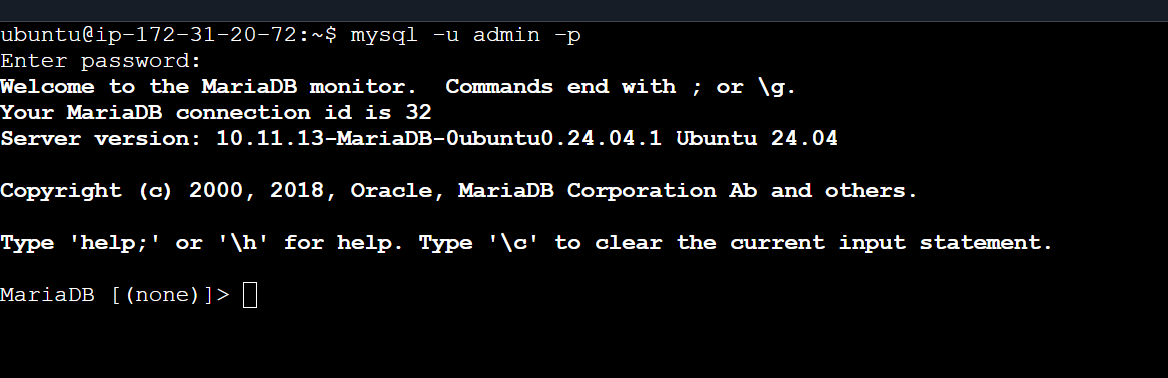 ubuntu@ip-172-31-20-72:~$ mysql -u admin -p
Enter password:
Welcome to the MariaDB monitor.  Commands end with ; or \g.
Your MariaDB connection id is 32
Server version: 10.11.13-MariaDB-0ubuntu0.24.04.1 Ubuntu 24.04
Copyright (c) 2000, 2018, Oracle, MariaDB Corporation Ab and others.
Type 'help;' or '\h' for help. Type '\c' to clear the current input statement.
MariaDB [(none)]>